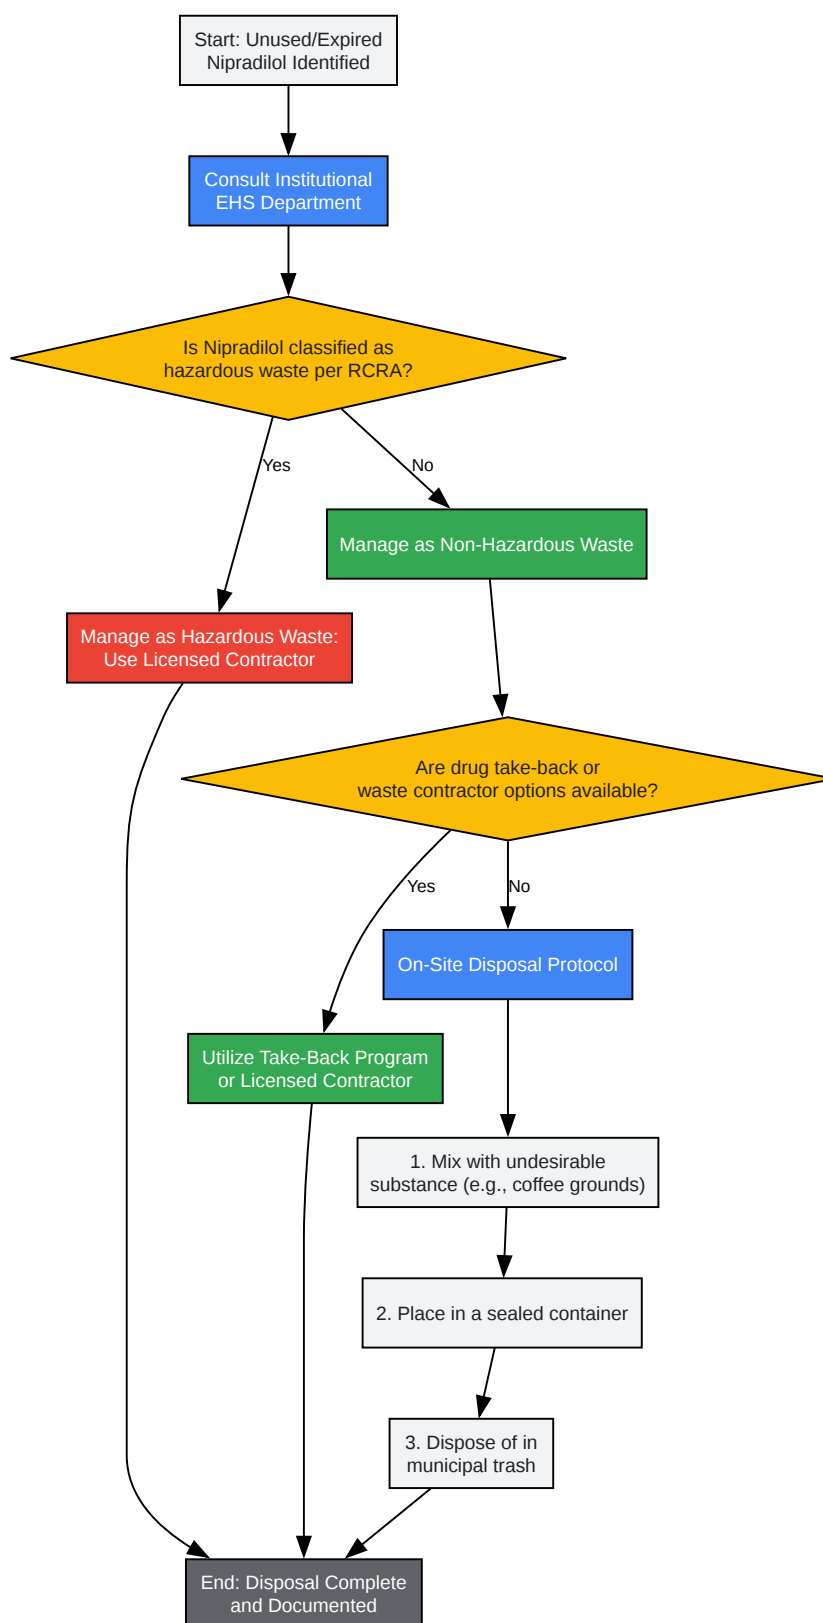 Start: Unused/Expired
Nipradilol Identified
Consult Institutional
EHS Department
Is Nipradilol classified as
hazardous waste per RCRA?
Yes
No
Manage as Non-Hazardous Waste
Manage as Hazardous Waste:
Use Licensed Contractor
Are drug take-back or
waste contractor options available?
Yes
No
On-Site Disposal Protocol
Utilize Take-Back Program
or Licensed Contractor
1. Mix with undesirable
substance (e.g., coffee grounds)
2. Place in a sealed container
3. Dispose of in
municipal trash
End: Disposal Complete
and Documented